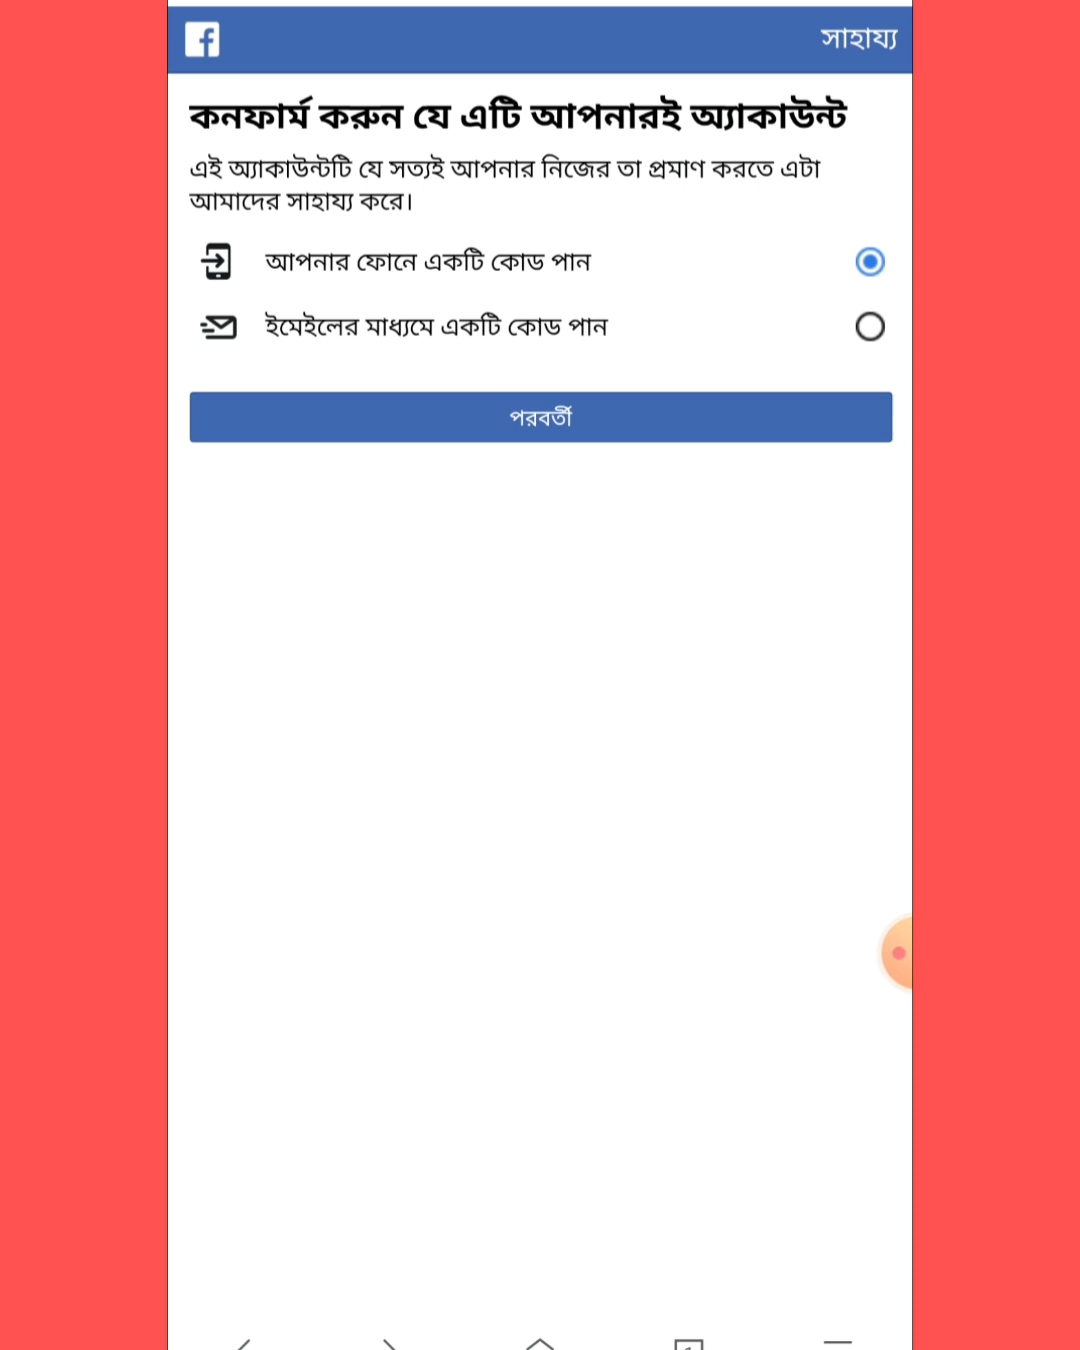 সাহায্য
কনফার্ম করুন যে এটি আপনারই অ্যাকাউন্ট
এই অ্যাকাউন্টটি যে সত্যই আপনার নিজের তা প্রমাণ করতে এটা
আমাদের সাহায্য করে।
আপনার ফোনে একটি কোড পান
ইমেইলের মাধ্যমে একটি কোড পান
পরবর্তী